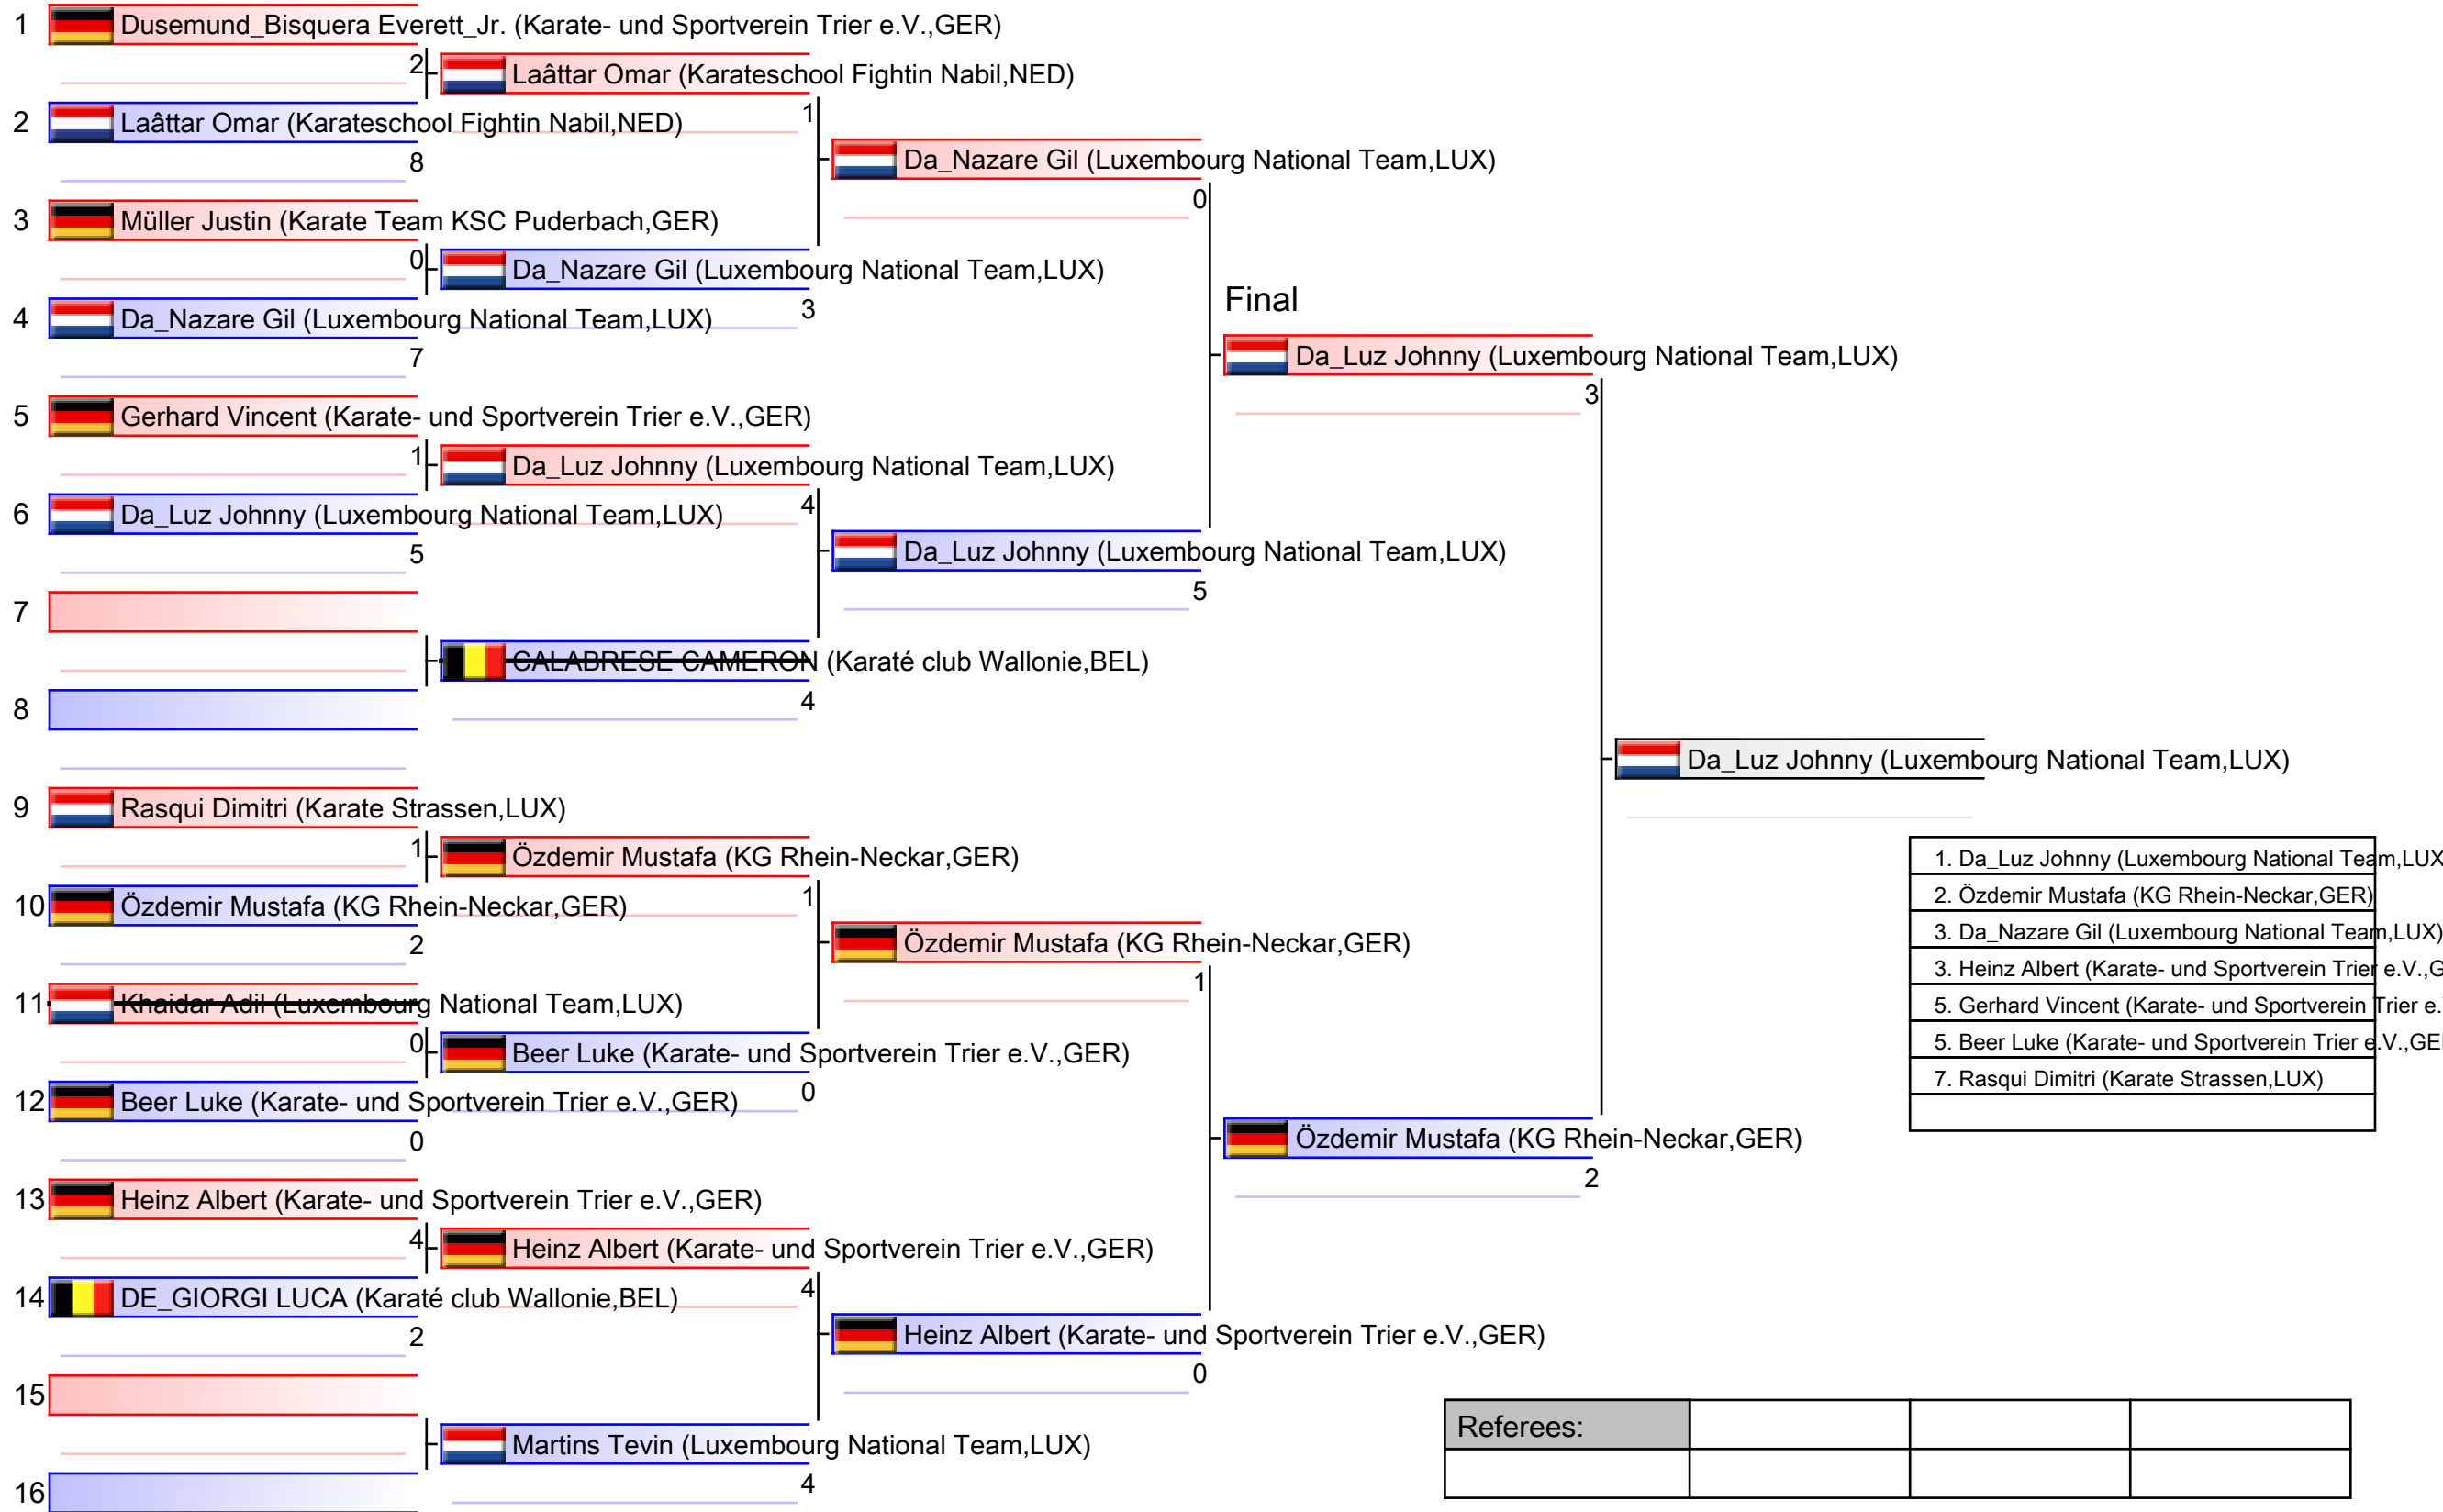 1 Dusemund_Bisquera Everett_Jr. (Karate- und Sportverein Trier e.V.,GER)
2 Laâttar Omar (Karateschool Fightin Nabil,NED)
2 Laâttar Omar (Karateschool Fightin Nabil,NED) 1
8 Da_Nazare Gil (Luxembourg National Team,LUX)
0
3 Müller Justin (Karate Team KSC Puderbach,GER)
0 Da_Nazare Gil (Luxembourg National Team,LUX)
Final
4 Da_Nazare Gil (Luxembourg National Team,LUX) 3
7 Da_Luz Johnny (Luxembourg National Team,LUX)
3
5 Gerhard Vincent (Karate- und Sportverein Trier e.V.,GER)
1 Da_Luz Johnny (Luxembourg National Team,LUX)
6 Da_Luz Johnny (Luxembourg National Team,LUX) 4
5 Da_Luz Johnny (Luxembourg National Team,LUX)
5
7
CALABRESE CAMERON (Karaté club Wallonie,BEL)
8 4
Da_Luz Johnny (Luxembourg National Team,LUX)
9 Rasqui Dimitri (Karate Strassen,LUX)
1 Özdemir Mustafa (KG Rhein-Neckar,GER)
1. Da_Luz Johnny (Luxembourg National Team,LUX
10 Özdemir Mustafa (KG Rhein-Neckar,GER) 1
2. Özdemir Mustafa (KG Rhein-Neckar,GER)
2 Özdemir Mustafa (KG Rhein-Neckar,GER)
3. Da_Nazare Gil (Luxembourg National Team,LUX)
1
3. Heinz Albert (Karate- und Sportverein Trier e.V.,G
11 Khaidar Adil (Luxembourg National Team,LUX)
5. Gerhard Vincent (Karate- und Sportverein Trier e.
0 Beer Luke (Karate- und Sportverein Trier e.V.,GER)
5. Beer Luke (Karate- und Sportverein Trier e.V.,GE
7. Rasqui Dimitri (Karate Strassen,LUX)
12 Beer Luke (Karate- und Sportverein Trier e.V.,GER) 0
0 Özdemir Mustafa (KG Rhein-Neckar,GER)
2
13 Heinz Albert (Karate- und Sportverein Trier e.V.,GER)
4 Heinz Albert (Karate- und Sportverein Trier e.V.,GER)
14 DE_GIORGI LUCA (Karaté club Wallonie,BEL) 4
2 Heinz Albert (Karate- und Sportverein Trier e.V.,GER)
0
15
Referees:
Martins Tevin (Luxembourg National Team,LUX)
16 4